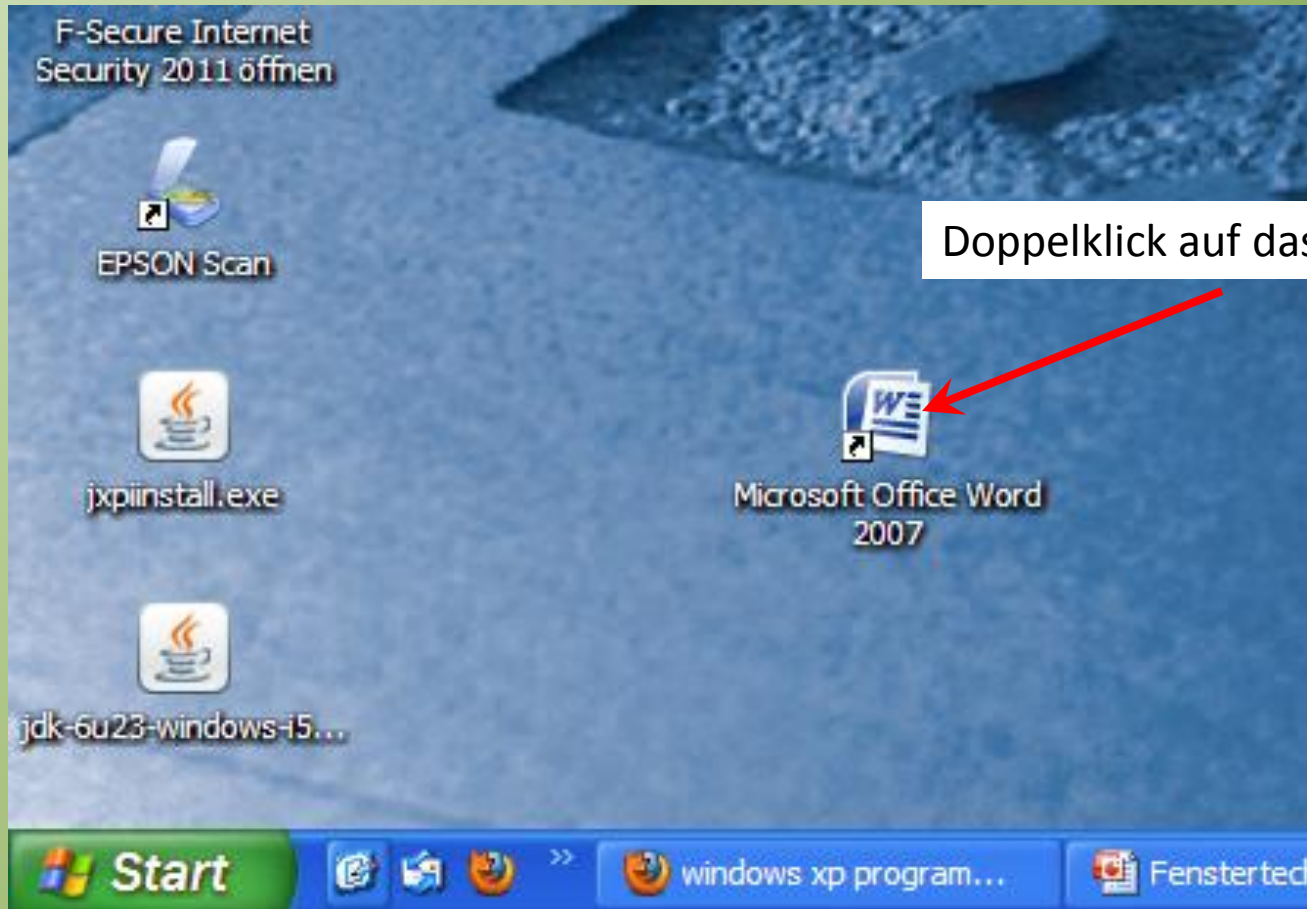 F-Secure Internet
Security 2011 öffnen
EPSON Scan
Doppelklick auf das
jxpiinstall.exe
Microsoft Office Word
2007
jdk-6u23-windows-i5...
Start
windows xp program...
Fenstertech